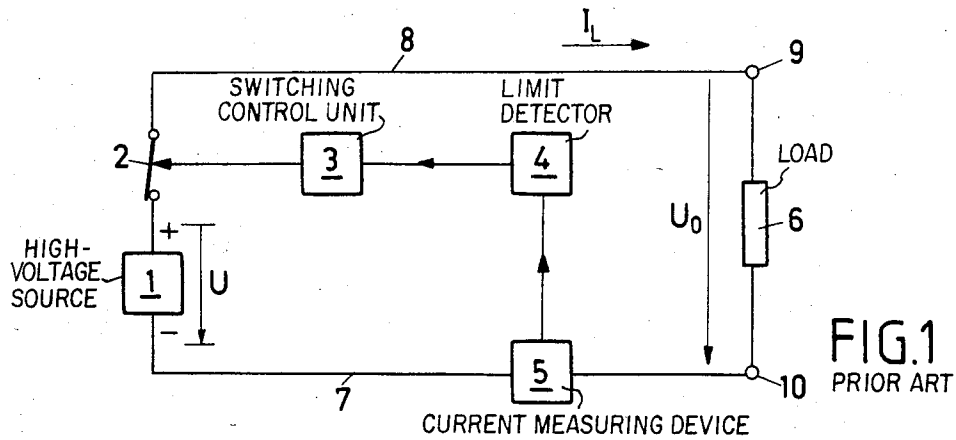 I_L
8
9
SWITCHING
CONTROL UNIT
LIMIT
DETECTOR
2
3
4
LOAD
6
U_0
+
HIGH-
VOLTAGE
SOURCE
1
U
−
5
7
10
CURRENT MEASURING DEVICE
FIG.1
PRIOR ART